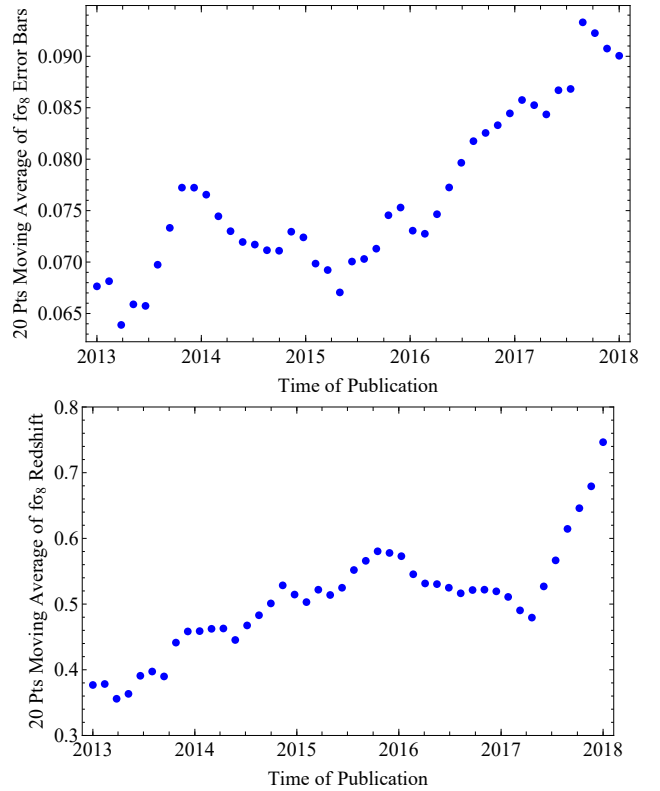 20 Pts Moving Average of fσ₈ Error Bars
0.090
0.085
0.080
0.075
0.070
0.065
2013 2014 2015 2016 2017 2018
Time of Publication
20 Pts Moving Average of fσ₈ Redshift
0.8
0.7
0.6
0.5
0.4
0.3
2013 2014 2015 2016 2017 2018
Time of Publication